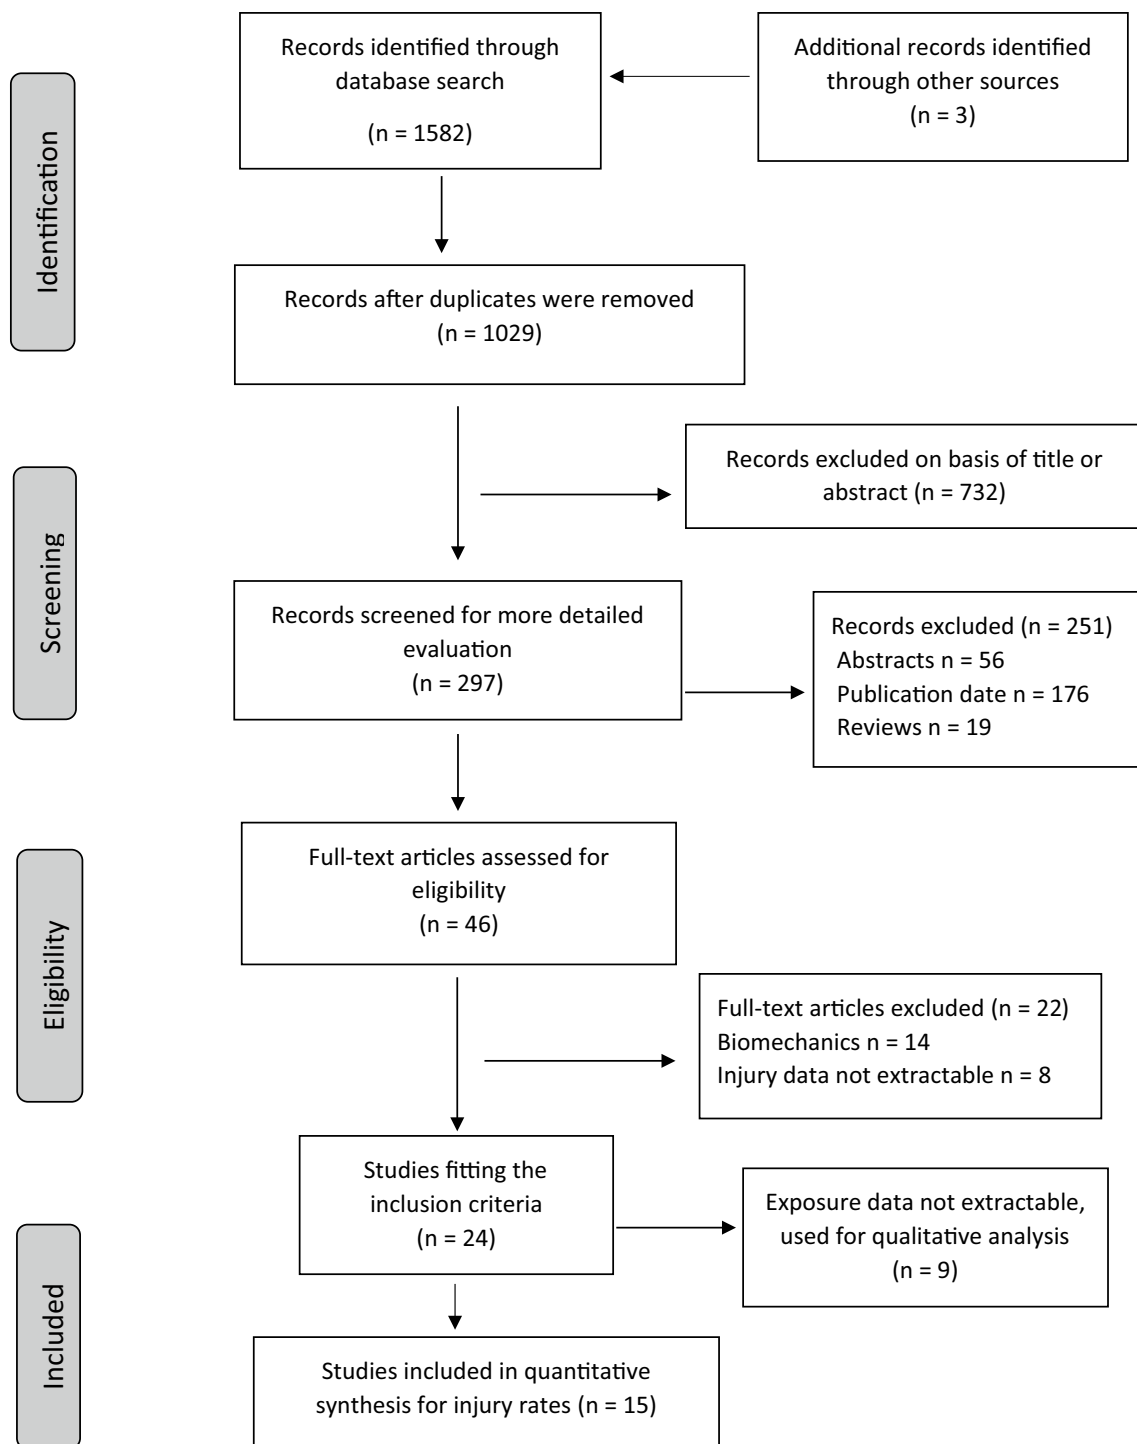 Records identified through
database search
(n = 1582)
Additional records identified
through other sources
(n = 3)
Identification
Records after duplicates were removed
(n = 1029)
Records excluded on basis of title or
abstract (n = 732)
Screening
Records screened for more detailed
evaluation
(n = 297)
Records excluded (n = 251)
Abstracts n = 56
Publication date n = 176
Reviews n = 19
Full-text articles assessed for
eligibility
(n = 46)
Eligibility
Full-text articles excluded (n = 22)
Biomechanics n = 14
Injury data not extractable n = 8
Studies fitting the
inclusion criteria
(n = 24)
Exposure data not extractable,
used for qualitative analysis
(n = 9)
Included
Studies included in quantitative
synthesis for injury rates (n = 15)